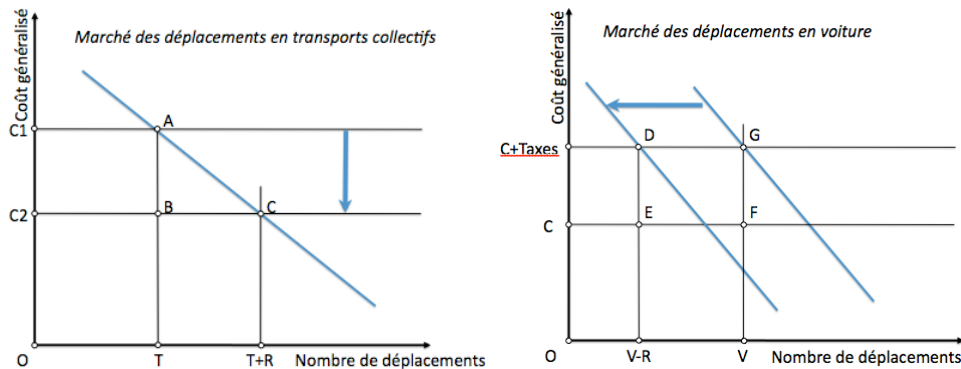 Marché des déplacements en transports collectifs
Coût généralisé
C1
A
C2
B
C
O
T
T+R
Nombre de déplacements
Marché des déplacements en voiture
Coût généralisé
C+Taxes
D
G
C
E
F
O
V-R
V
Nombre de déplacements